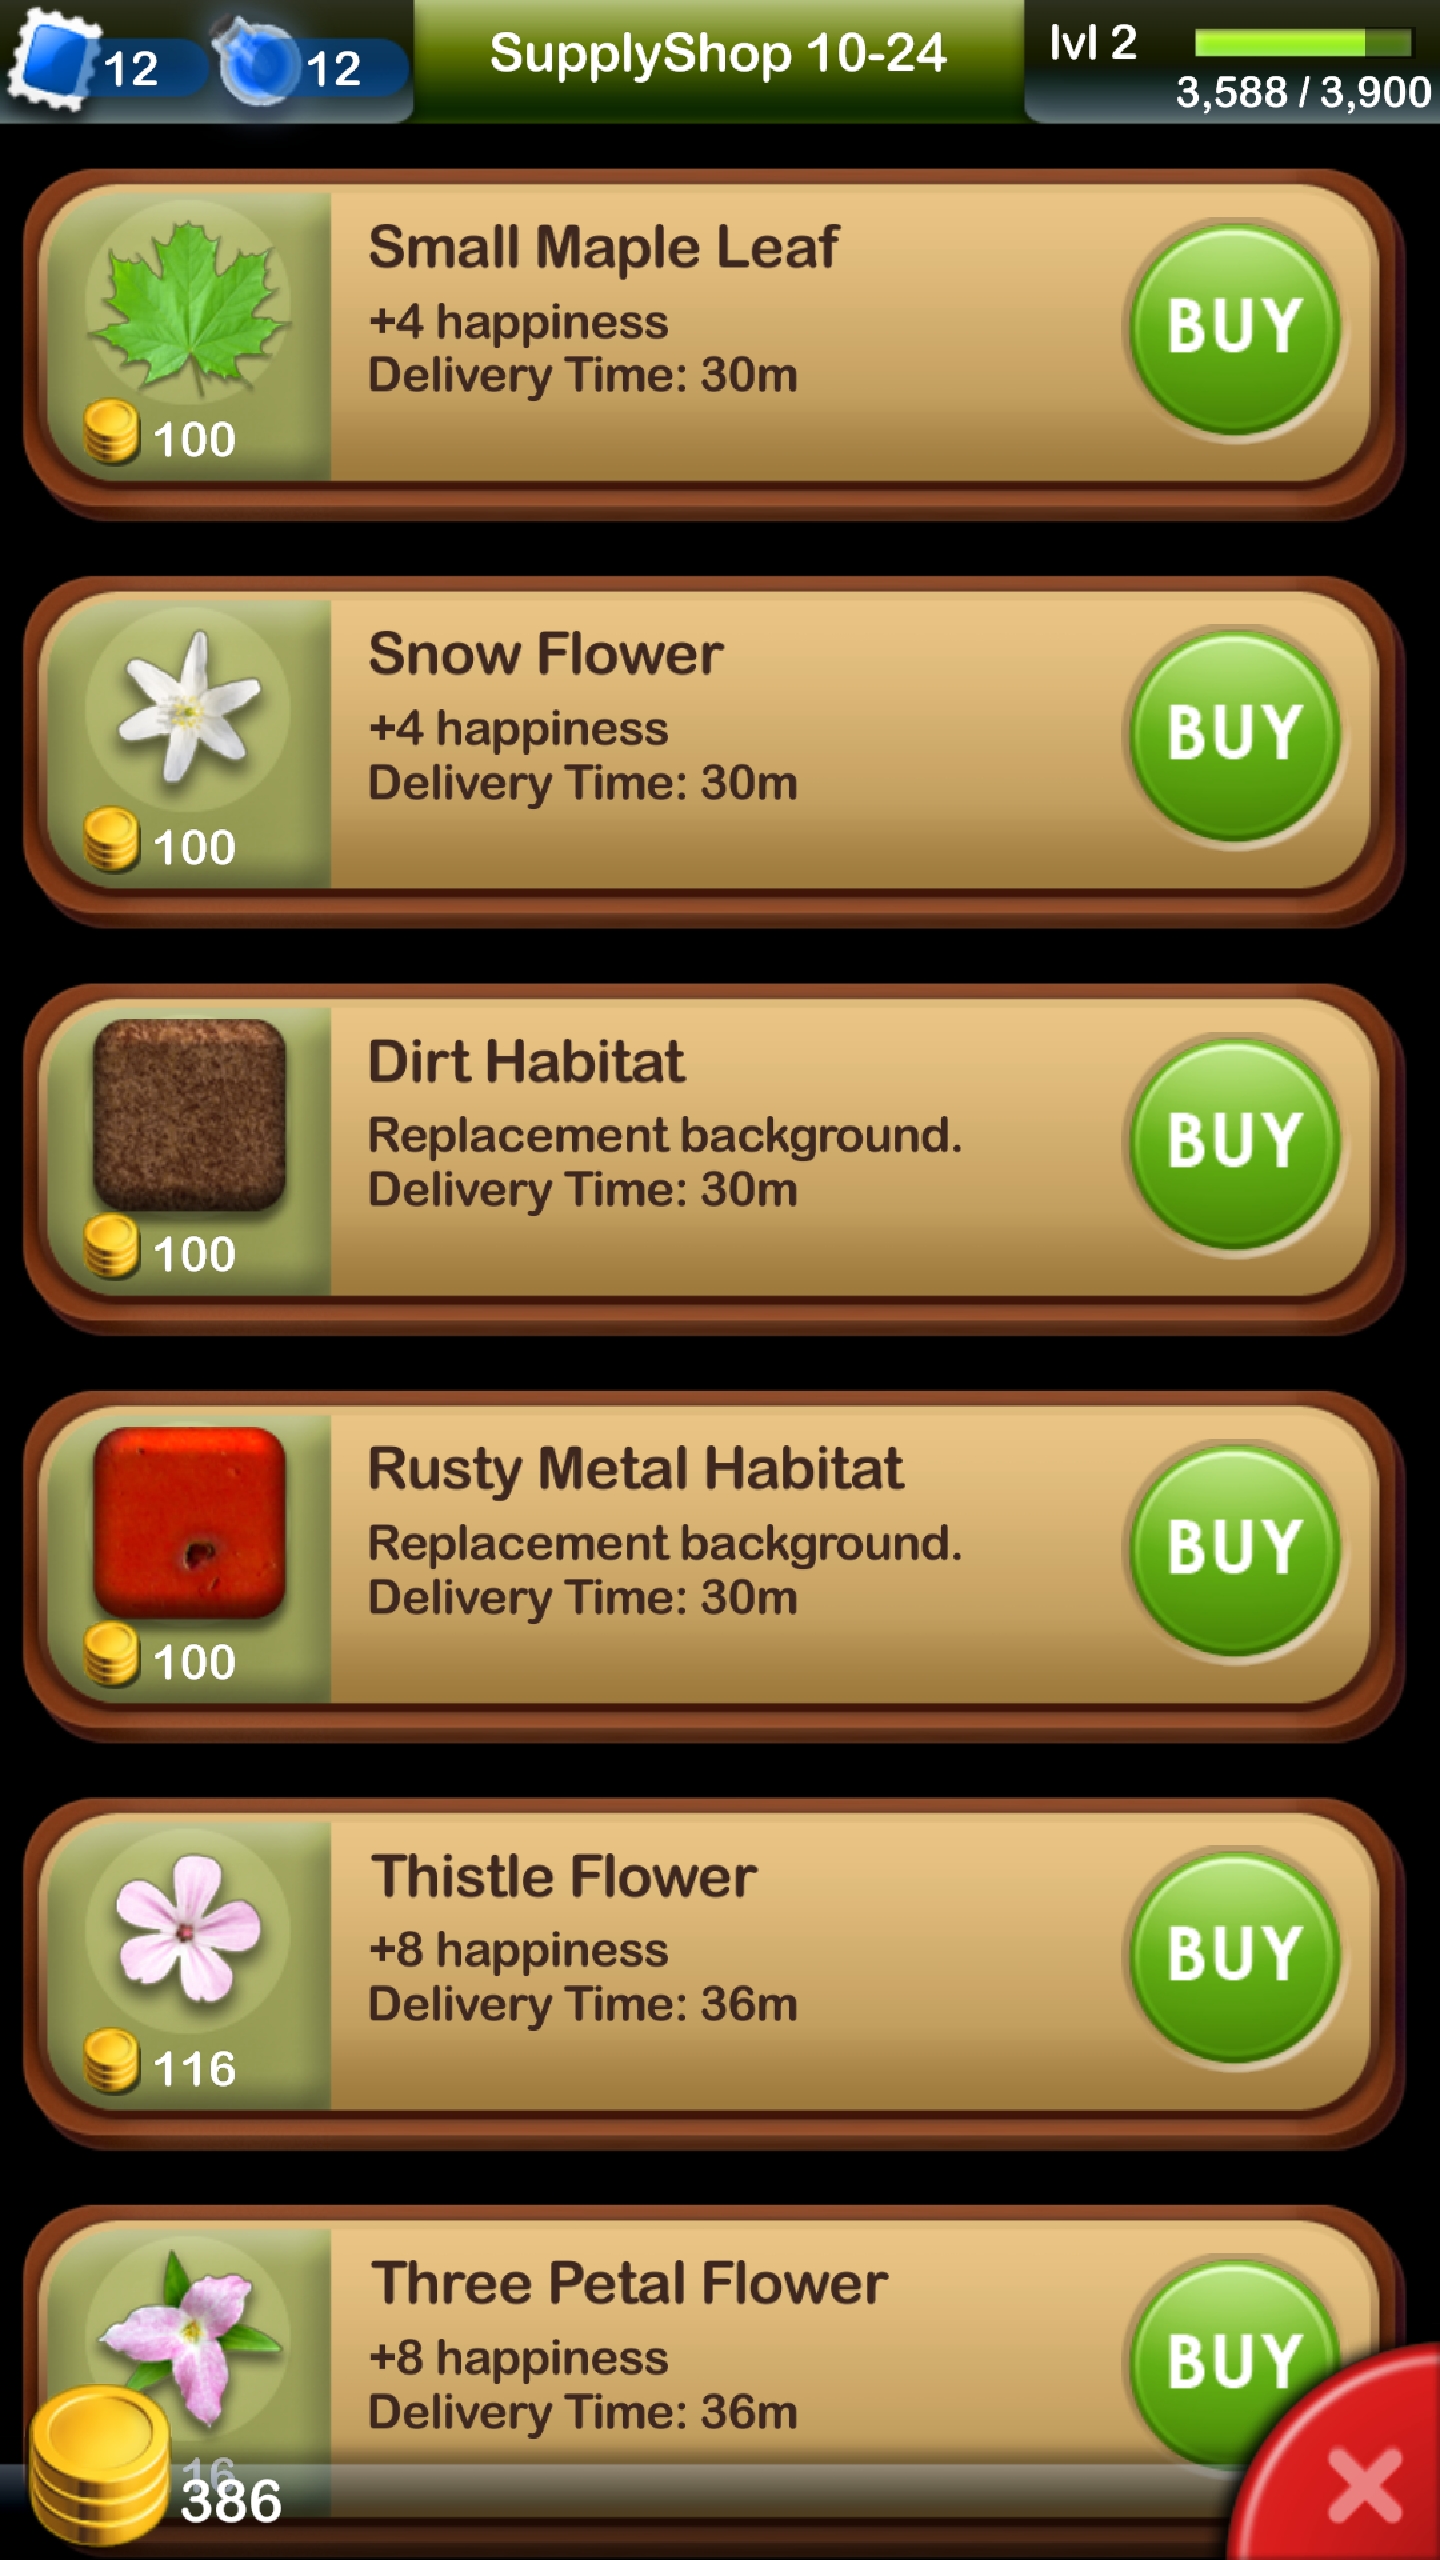 12
12
SupplyShop 10-24
lvl 2
3,588 / 3,900
Small Maple Leaf
+4 happiness
Delivery Time: 30m
100
BUY
Snow Flower
+4 happiness
Delivery Time: 30m
100
BUY
Dirt Habitat
Replacement background.
Delivery Time: 30m
100
BUY
Rusty Metal Habitat
Replacement background.
Delivery Time: 30m
100
BUY
Thistle Flower
+8 happiness
Delivery Time: 36m
116
BUY
Three Petal Flower
+8 happiness
Delivery Time: 36m
BUY
386